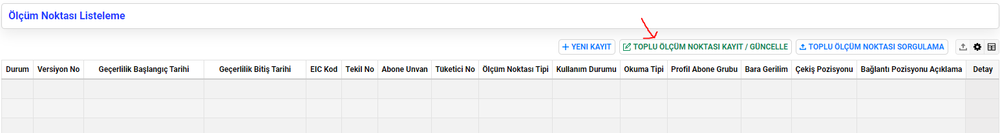 Ölçüm Noktası Listeleme
YENİ KAYIT TOPLU ÖLÇÜM NOKTASI KAYIT / GÜNCELLE TOPLU ÖLÇÜM NOKTASI SORGULAMA
Durum Versiyon No Geçerlilik Başlangıç Tarihi Geçerlilik Bitiş Tarihi EIC Kod Tekil No Abone Unvan Tüketici No Ölçüm Noktası Tipi Kullanım Durumu Okuma Tipi Profil Abone Grubu Bara Gerilim Çekiş Pozisyonu Bağlantı Pozisyonu Açıklama Detay